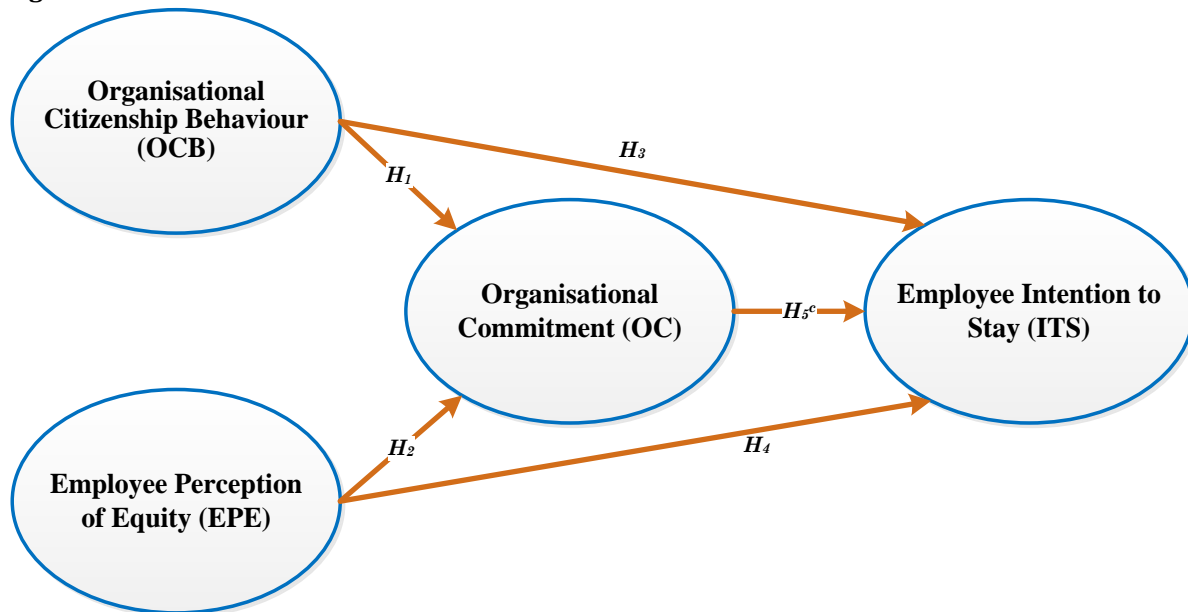 Organisational
Citizenship Behaviour
(OCB)
H3
H1
Organisational
Commitment (OC)
H5c
Employee Intention to
Stay (ITS)
H2
H4
Employee Perception
of Equity (EPE)